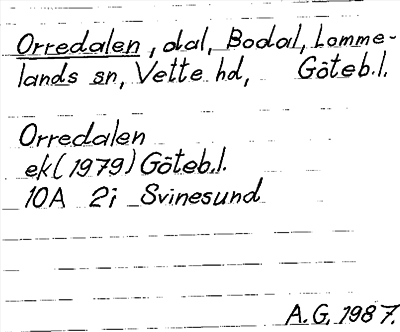 Orredalen, dal, Bodal, Lomme-
lands sn, Vette hd, Göteb.l.
Orredalen
ek (1979) Göteb.l.
10A 2i Svinesund
A.G. 1987.